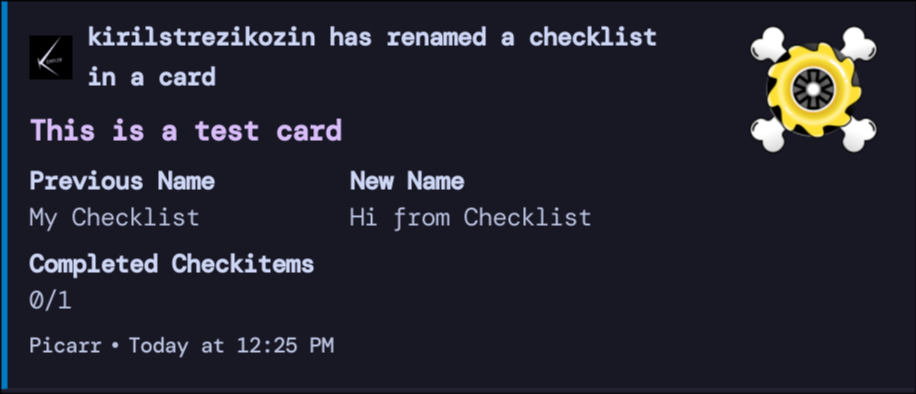 kirilstrezikozin has renamed a checklist
in a card
This is a test card
Previous Name New Name
My Checklist Hi from Checklist
Completed Checkitems
0/1
Picarr • Today at 12:25 PM